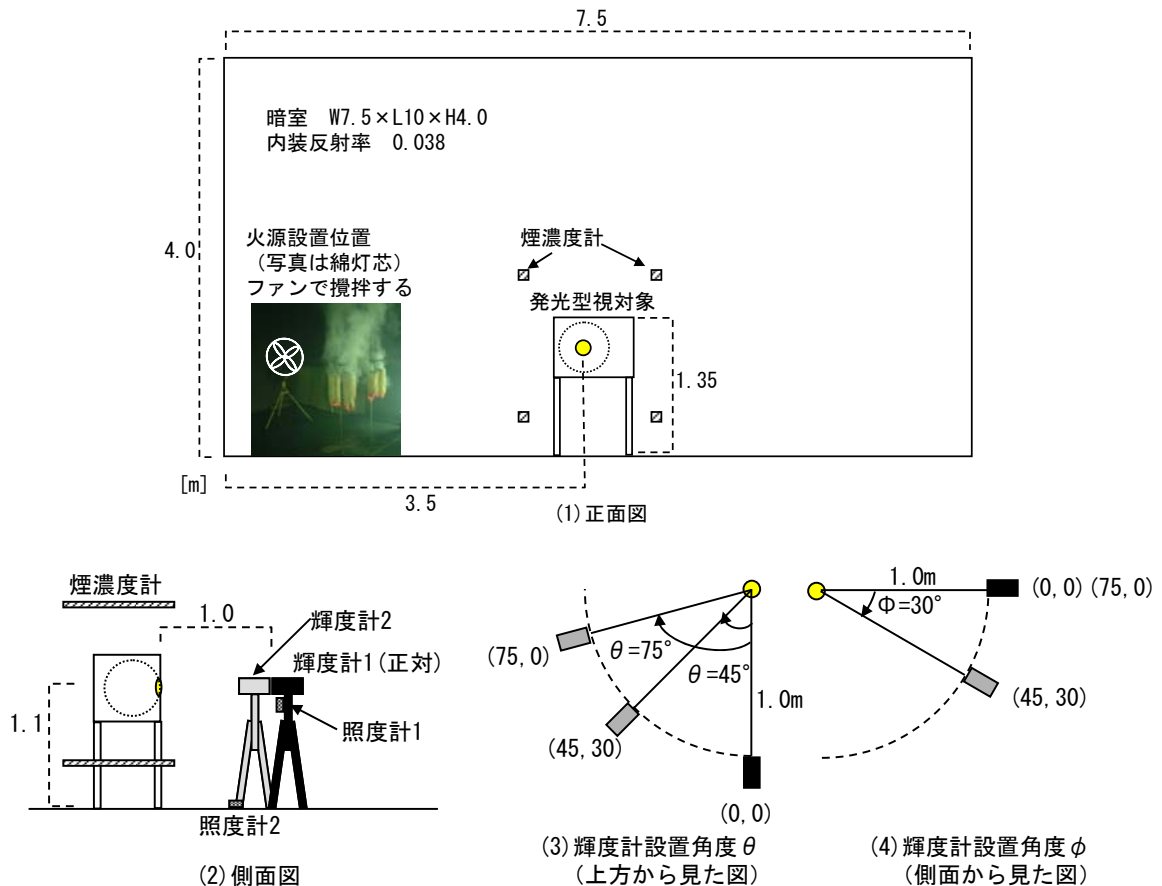 7.5
暗室 W7.5×L10×H4.0
内装反射率 0.038
4.0
火源設置位置
（写真は綿灯芯）
ファンで攪拌する
煙濃度計
発光型視対象
1.35
[m]
3.5
(1)正面図
煙濃度計
1.0
輝度計2
輝度計1(正対)
1.1
照度計1
照度計2
(2)側面図
(75,0)
θ=75°
θ=45°
1.0m
(45,30)
(0,0)
(3)輝度計設置角度θ
（上方から見た図）
1.0m
(0,0)(75,0)
Φ=30°
(45,30)
(4)輝度計設置角度φ
（側面から見た図）